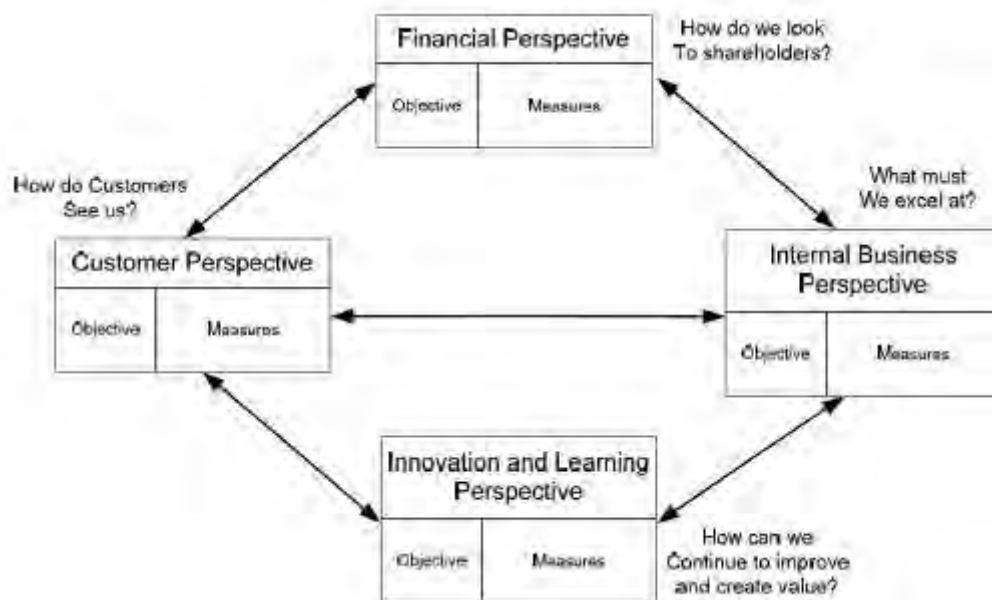 Financial Perspective
Objective
Measures
How do we look
To shareholders?
How do Customers
See us?
What must
We excel at?
Customer Perspective
Objective
Measures
Internal Business
Perspective
Objective
Measures
Innovation and Learning
Perspective
Objective
Measures
How can we
Continue to improve
and create value?